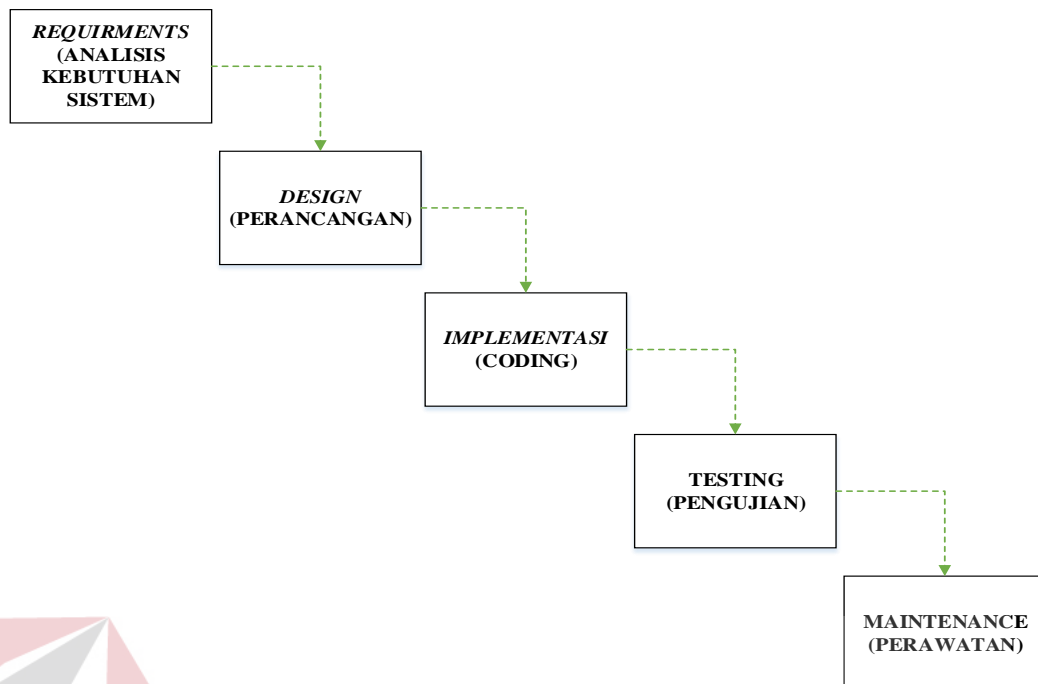 REQUIRMENTS
(ANALISIS
KEBUTUHAN
SISTEM)
DESIGN
(PERANCANGAN)
IMPLEMENTASI
(CODING)
TESTING
(PENGUJIAN)
MAINTENANCE
(PERAWATAN)